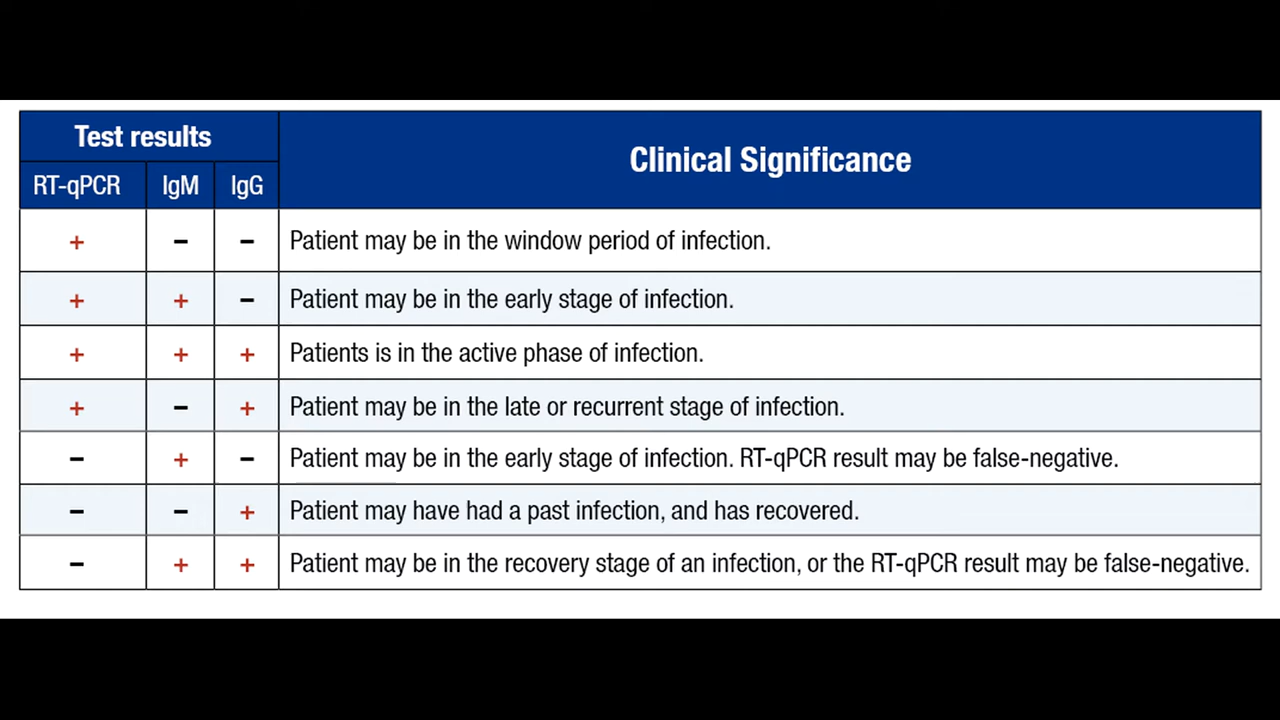 Test results
Clinical Significance
RT-qPCR IgM IgG
+ - - Patient may be in the window period of infection.
+ + - Patient may be in the early stage of infection.
+ + + Patients is in the active phase of infection.
+ - + Patient may be in the late or recurrent stage of infection.
- + - Patient may be in the early stage of infection. RT-qPCR result may be false-negative.
- - + Patient may have had a past infection, and has recovered.
- + + Patient may be in the recovery stage of an infection, or the RT-qPCR result may be false-negative.